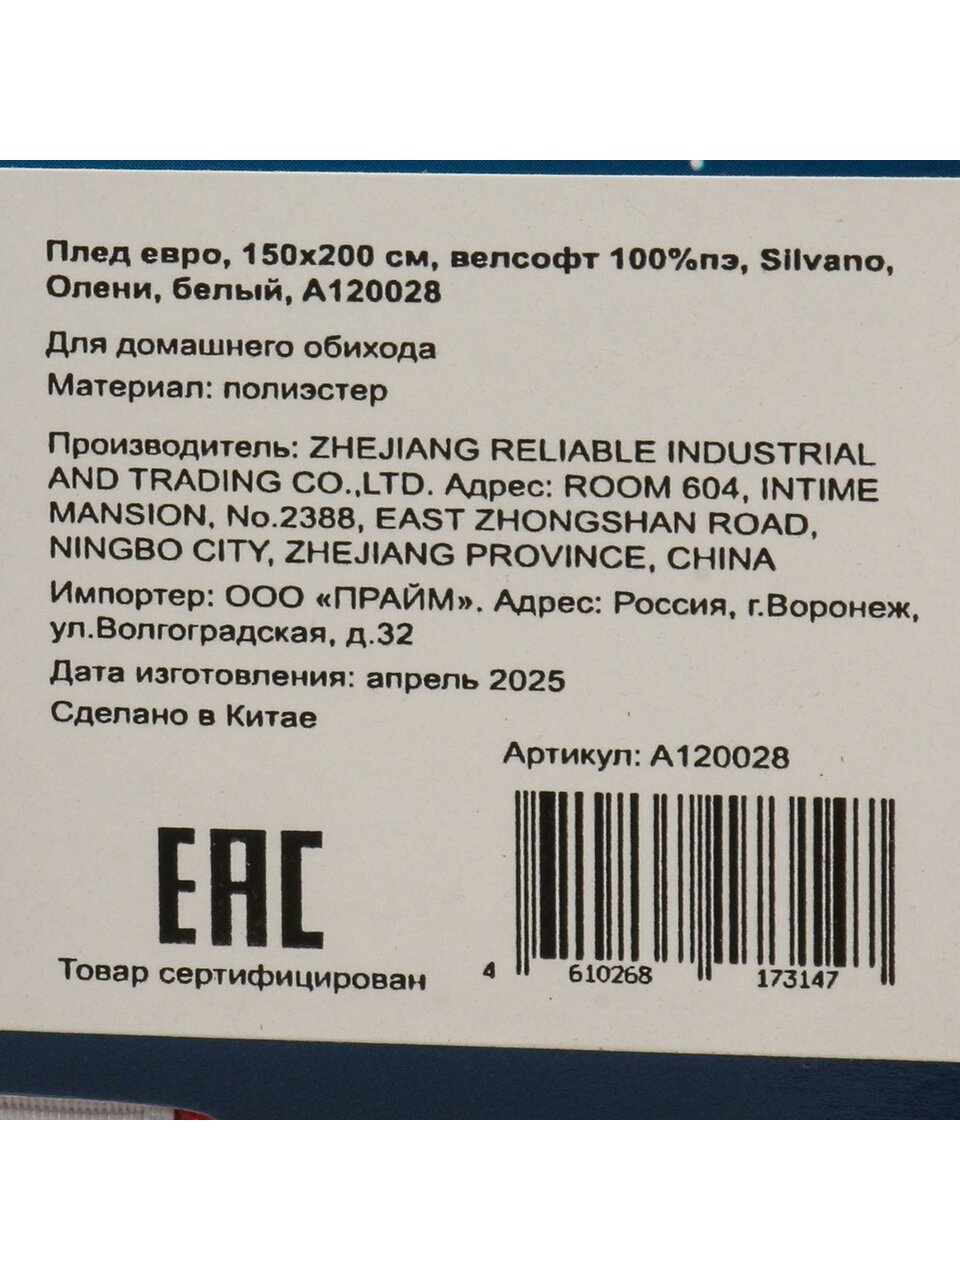 Плед евро, 150х200 см, велсофт 100%пэ, Silvano,
Олени, белый, А120028
Для домашнего обихода
Материал: полиэстер
Производитель: ZHEJIANG RELIABLE INDUSTRIAL
AND TRADING CO.,LTD. Адрес: ROOM 604, INTIME
MANSION, No.2388, EAST ZHONGSHAN ROAD,
NINGBO CITY, ZHEJIANG PROVINCE, CHINA
Импортер: ООО «ПРАЙМ». Адрес: Россия, г.Воронеж,
ул.Волгоградская, д.32
Дата изготовления: апрель 2025
Сделано в Китае
Артикул: А120028
EAC
Товар сертифицирован
4 610268 173147